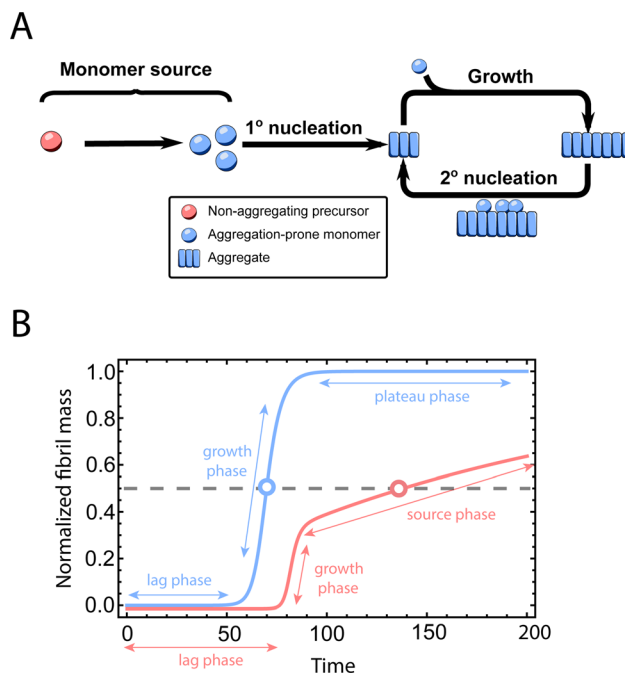 A
Monomer source
1º nucleation
Growth
2º nucleation
Non-aggregating precursor
Aggregation-prone monomer
Aggregate
B
Normalized fibril mass
1.0
0.8
0.6
0.4
0.2
0.0
plateau phase
growth
phase
source phase
growth
phase
lag phase
0
50
100
150
200
lag phase
Time